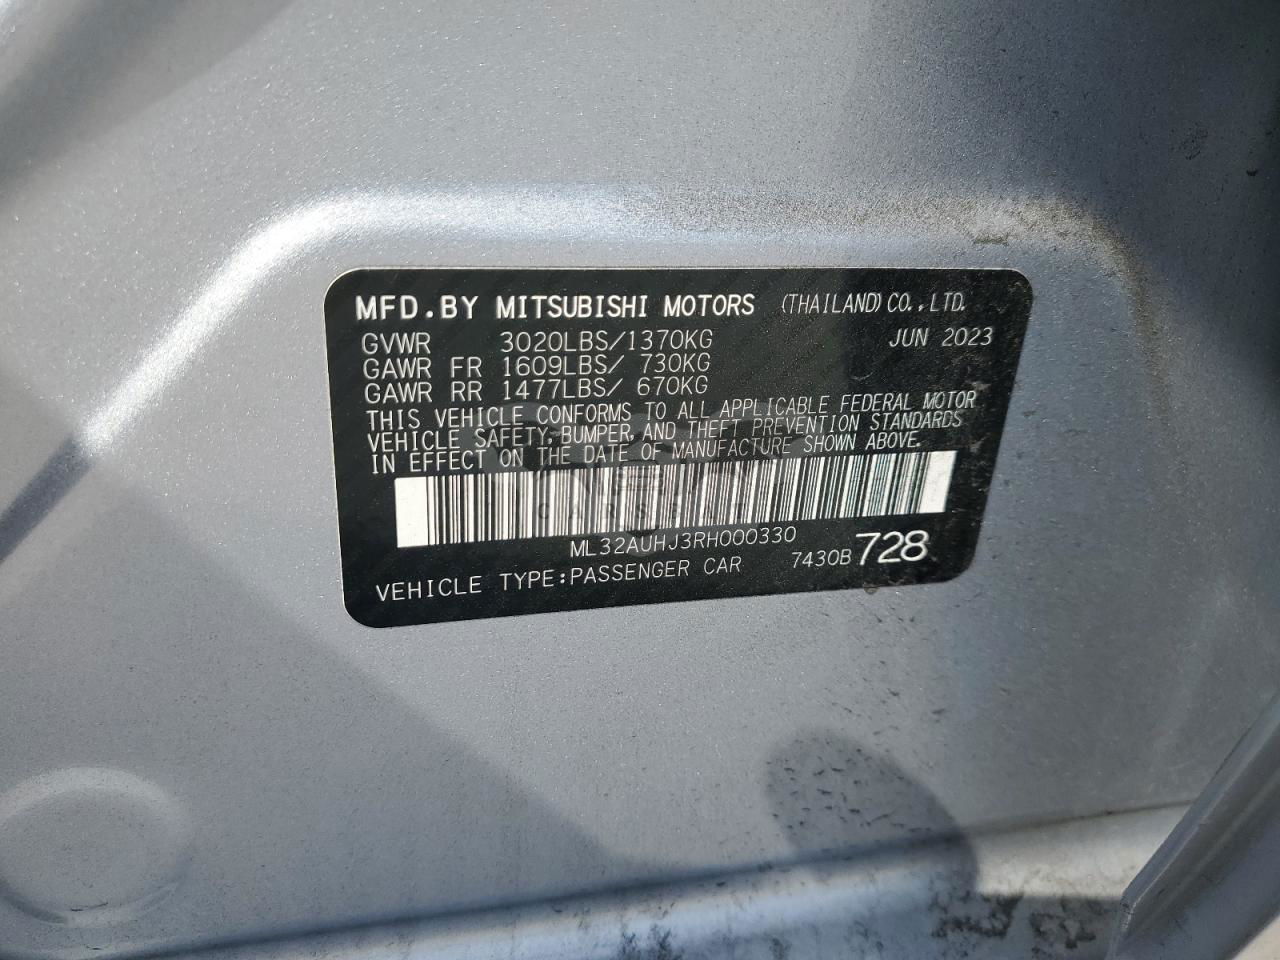 MFD.BY MITSUBISHI MOTORS (THAILAND) CO., LTD.
GVWR 3020LBS/1370KG JUN 2023
GAWR FR 1609LBS/ 730KG
GAWR RR 1477LBS/ 670KG
THIS VEHICLE CONFORMS TO ALL APPLICABLE FEDERAL MOTOR
VEHICLE SAFETY, BUMPER, AND THEFT PREVENTION STANDARDS
IN EFFECT ON THE DATE OF MANUFACTURE SHOWN ABOVE.
ML32AUHJ3RH000330
VEHICLE TYPE:PASSENGER CAR 7430B 728